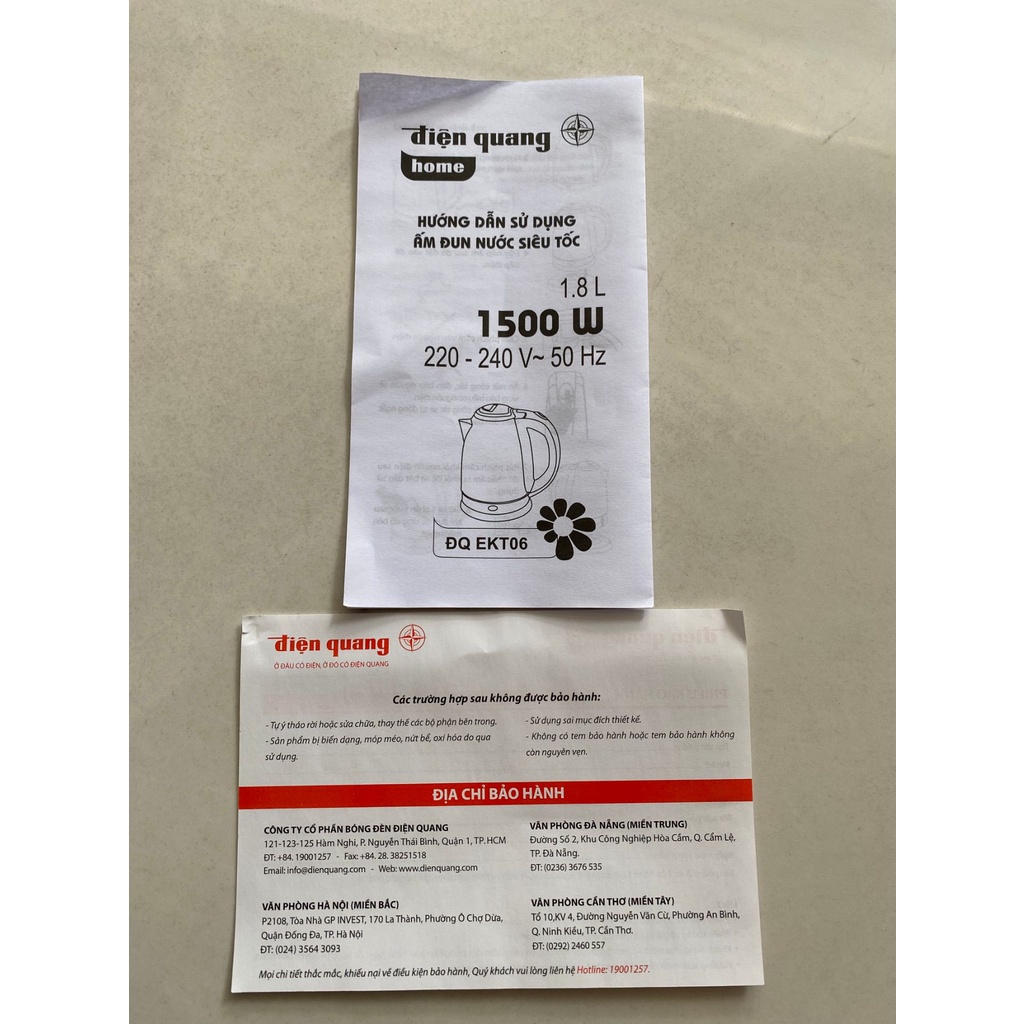 điện quang
home
HƯỚNG DẪN SỬ DỤNG
ẤM ĐUN NƯỚC SIÊU TỐC
1.8 L
1500 W
220 - 240 V~ 50 Hz
ĐQ EKT06
điện quang
Ở ĐÂU CÓ ĐIỆN, Ở ĐÓ CÓ ĐIỆN QUANG
Các trường hợp sau không được bảo hành:
- Tự ý tháo rời hoặc sửa chữa, thay thế các bộ phận bên trong.
- Sản phẩm bị biến dạng, móp méo, nứt bể, oxi hóa do quá
sử dụng.
- Sử dụng sai mục đích thiết kế.
- Không có tem bảo hành hoặc tem bảo hành không
còn nguyên vẹn.
ĐỊA CHỈ BẢO HÀNH
CÔNG TY CỔ PHẦN BÓNG ĐÈN ĐIỆN QUANG
121-123-125 Hàm Nghi, P. Nguyễn Thái Bình, Quận 1, TP. HCM
ĐT: +84. 19001257 - Fax: +84. 28. 38251518
Email: info@dienquang.com - Web: www.dienquang.com
VĂN PHÒNG ĐÀ NẴNG (MIỀN TRUNG)
Đường Số 2, Khu Công Nghiệp Hòa Cầm, Q. Cẩm Lệ,
TP. Đà Nẵng.
ĐT: (0236) 3676 535
VĂN PHÒNG HÀ NỘI (MIỀN BẮC)
P2108, Tòa Nhà GP INVEST, 170 La Thành, Phường Ô Chợ Dừa,
Quận Đống Đa, TP. Hà Nội
ĐT: (024) 3564 3093
VĂN PHÒNG CẦN THƠ (MIỀN TÂY)
Tổ 10,KV 4, Đường Nguyễn Văn Cừ, Phường An Bình,
Q. Ninh Kiều, TP. Cần Thơ.
ĐT: (0292) 2460 557
Mọi chi tiết thắc mắc, khiếu nại về điều kiện bảo hành, Quý khách vui lòng liên hệ Hotline: 19001257.